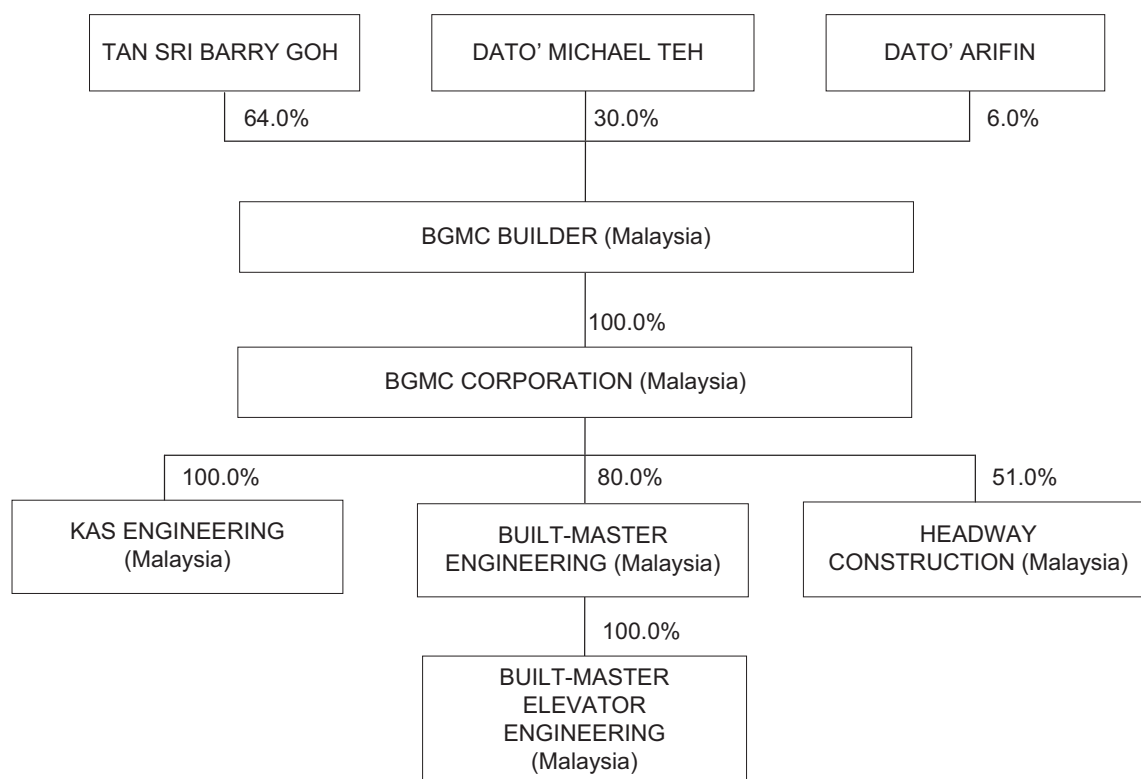 TAN SRI BARRY GOH
DATO’ MICHAEL TEH
DATO’ ARIFIN
64.0%
30.0%
6.0%
BGMC BUILDER (Malaysia)
100.0%
BGMC CORPORATION (Malaysia)
100.0%
80.0%
51.0%
KAS ENGINEERING
(Malaysia)
BUILT-MASTER
ENGINEERING (Malaysia)
HEADWAY
CONSTRUCTION (Malaysia)
100.0%
BUILT-MASTER
ELEVATOR
ENGINEERING
(Malaysia)